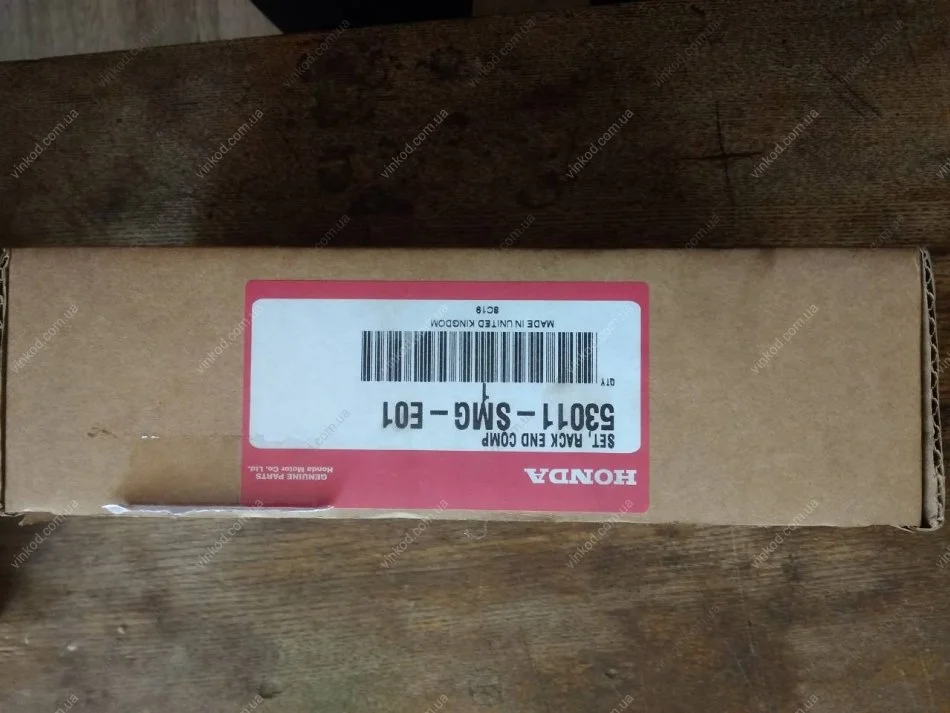 HONDA
GENUINE PARTS
Honda Motor Co. Ltd.
SET, RACK END COMP
53011-SMG-E01
QTY 1
MADE IN UNITED KINGDOM
8C19
vinkod.com.ua